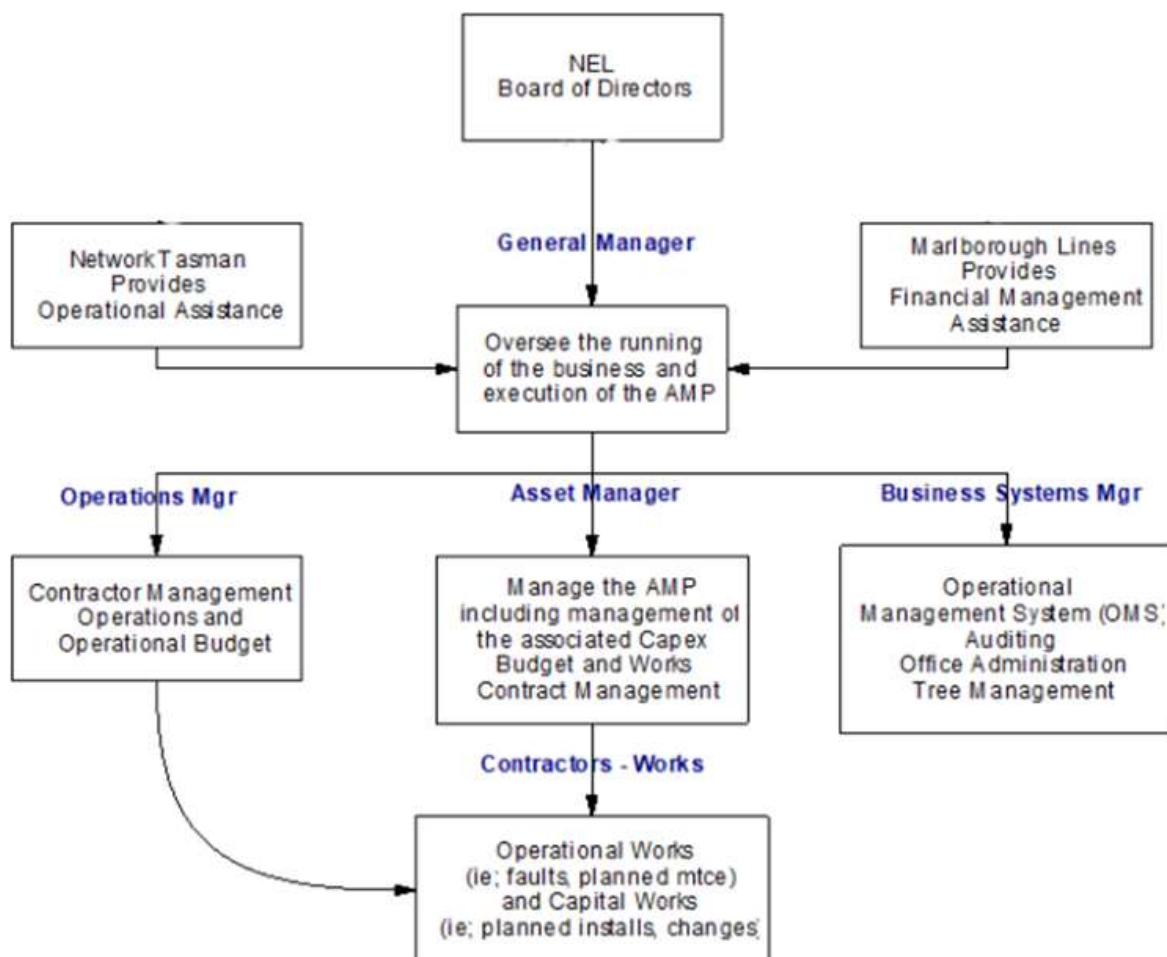 NEL
Board of Directors
General Manager
NetworkTasman
Provides
Operational Assistance
Marlborough Lines
Provides
Financial Management
Assistance
Oversee the running
of the business and
execution of the AMP
Operations Mgr
Asset Manager
Business Systems Mgr
Contractor Management
Operations and
Operational Budget
Manage the AMP
including management of
the associated Capex
Budget and Works
Contract Management
Operational
Management System (OMS)
Auditing
Office Administration
Tree Management
Contractors - Works
Operational Works
(ie; faults, planned mtce)
and Capital Works
(ie; planned installs, changes)